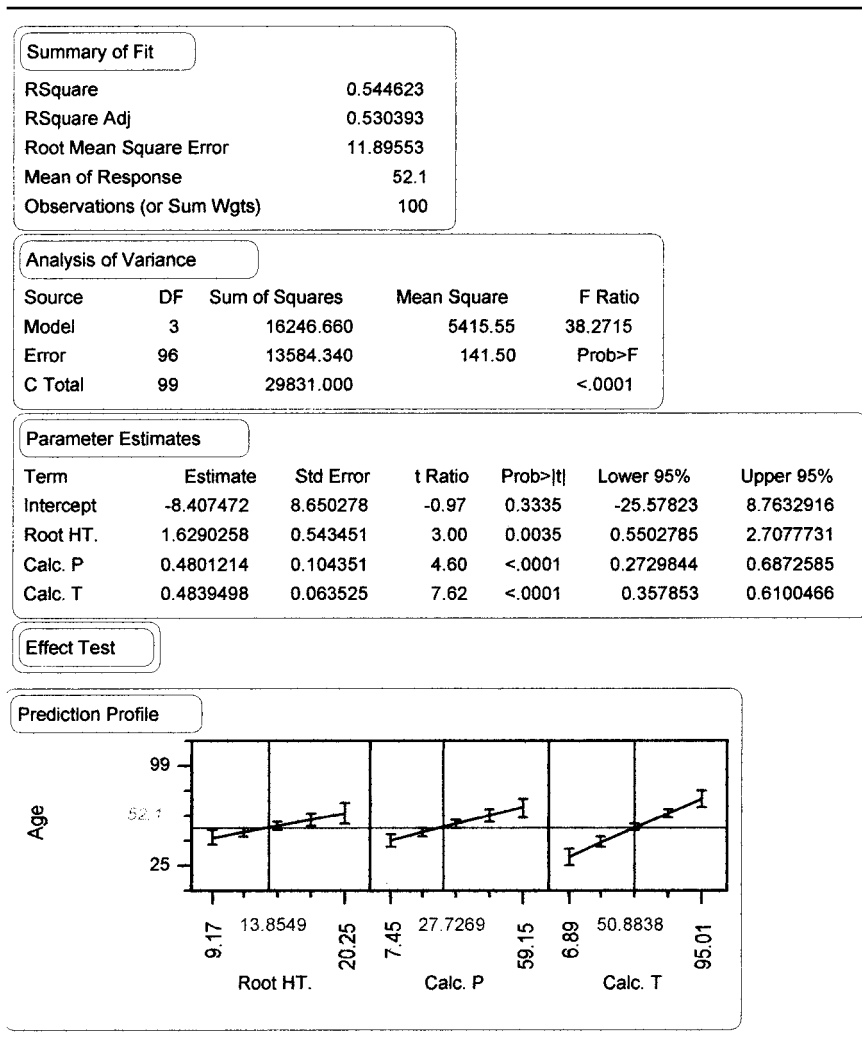 Summary of Fit
RSquare 0.544623
RSquare Adj 0.530393
Root Mean Square Error 11.89553
Mean of Response 52.1
Observations (or Sum Wgts) 100
Analysis of Variance
Source DF Sum of Squares Mean Square F Ratio
Model 3 16246.660 5415.55 38.2715
Error 96 13584.340 141.50 Prob>F
C Total 99 29831.000 <.0001
Parameter Estimates
Term Estimate Std Error t Ratio Prob>|t| Lower 95% Upper 95%
Intercept -8.407472 8.650278 -0.97 0.3335 -25.57823 8.7632916
Root HT. 1.6290258 0.543451 3.00 0.0035 0.5502785 2.7077731
Calc. P 0.4801214 0.104351 4.60 <.0001 0.2729844 0.6872585
Calc. T 0.4839498 0.063525 7.62 <.0001 0.357853 0.6100466
Effect Test
Prediction Profile
Age
99
52.1
25
9.17 13.8549 20.25 7.45 27.7269 59.15 6.89 50.8838 95.01
Root HT. Calc. P Calc. T